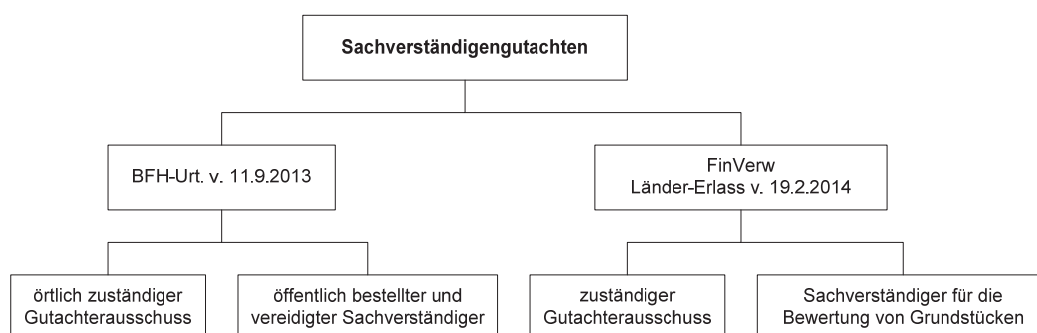 Sachverständigengutachten
BFH-Urt. v. 11.9.2013
FinVerw
Länder-Erlass v. 19.2.2014
örtlich zuständiger
Gutachterausschuss
öffentlich bestellter und
vereidigter Sachverständiger
zuständiger
Gutachterausschuss
Sachverständiger für die
Bewertung von Grundstücken